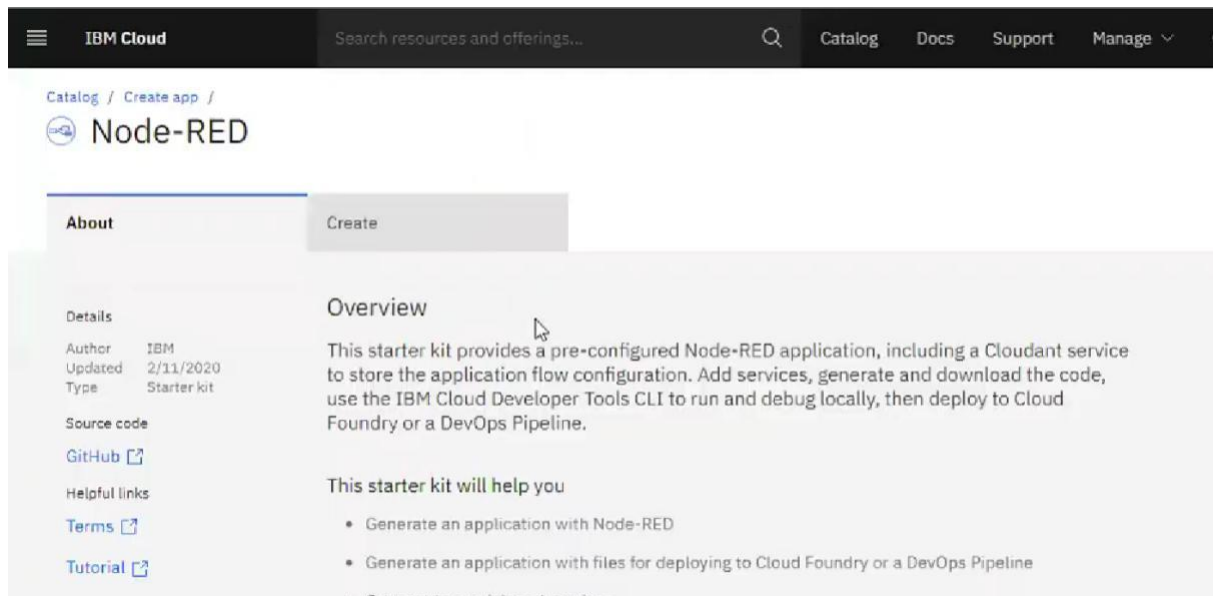 IBM Cloud
Search resources and offerings...
Catalog
Docs
Support
Manage
Catalog / Create app /
Node-RED
About
Create
Details
Author IBM
Updated 2/11/2020
Type Starter kit
Source code
GitHub
Helpful links
Terms
Tutorial
Overview
This starter kit provides a pre-configured Node-RED application, including a Cloudant service
to store the application flow configuration. Add services, generate and download the code,
use the IBM Cloud Developer Tools CLI to run and debug locally, then deploy to Cloud
Foundry or a DevOps Pipeline.
This starter kit will help you
• Generate an application with Node-RED
• Generate an application with files for deploying to Cloud Foundry or a DevOps Pipeline